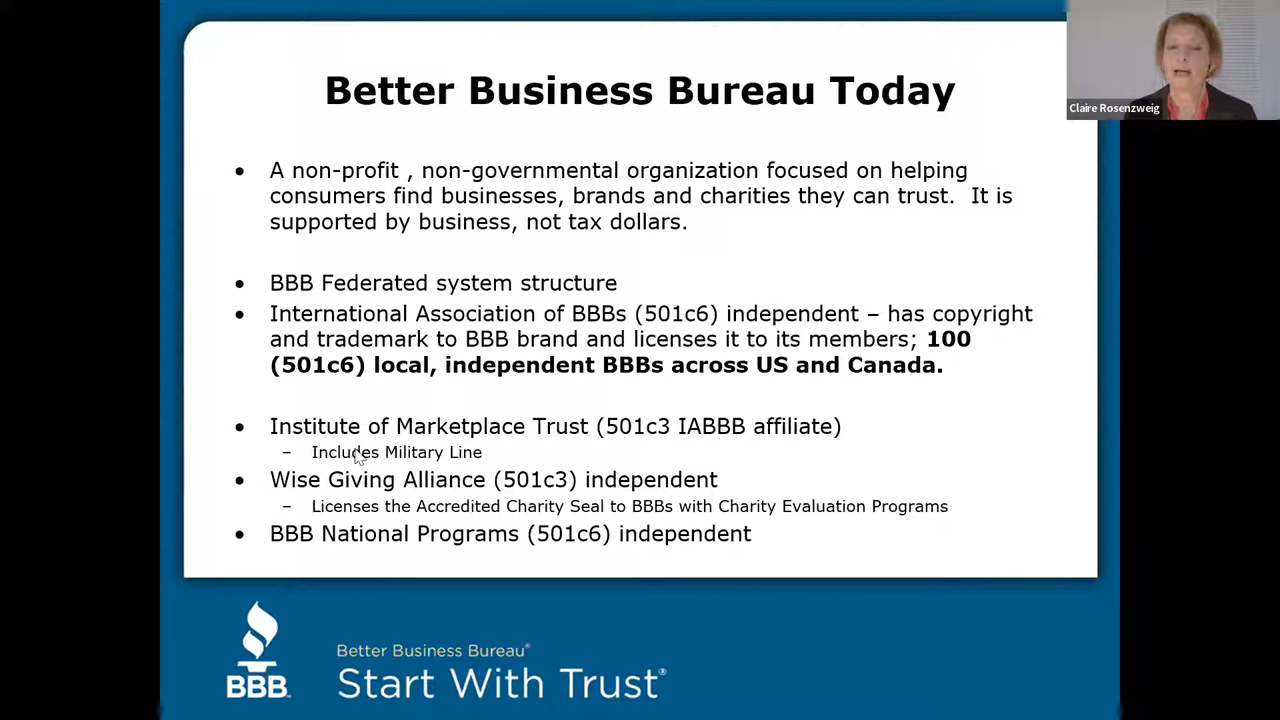 Better Business Bureau Today
Claire Rosenzweig
• A non-profit , non-governmental organization focused on helping
consumers find businesses, brands and charities they can trust. It is
supported by business, not tax dollars.
• BBB Federated system structure
• International Association of BBBs (501c6) independent – has copyright
and trademark to BBB brand and licenses it to its members; 100
(501c6) local, independent BBBs across US and Canada.
• Institute of Marketplace Trust (501c3 IABBB affiliate)
– Includes Military Line
• Wise Giving Alliance (501c3) independent
– Licenses the Accredited Charity Seal to BBBs with Charity Evaluation Programs
• BBB National Programs (501c6) independent
BBB
Better Business Bureau®
Start With Trust®